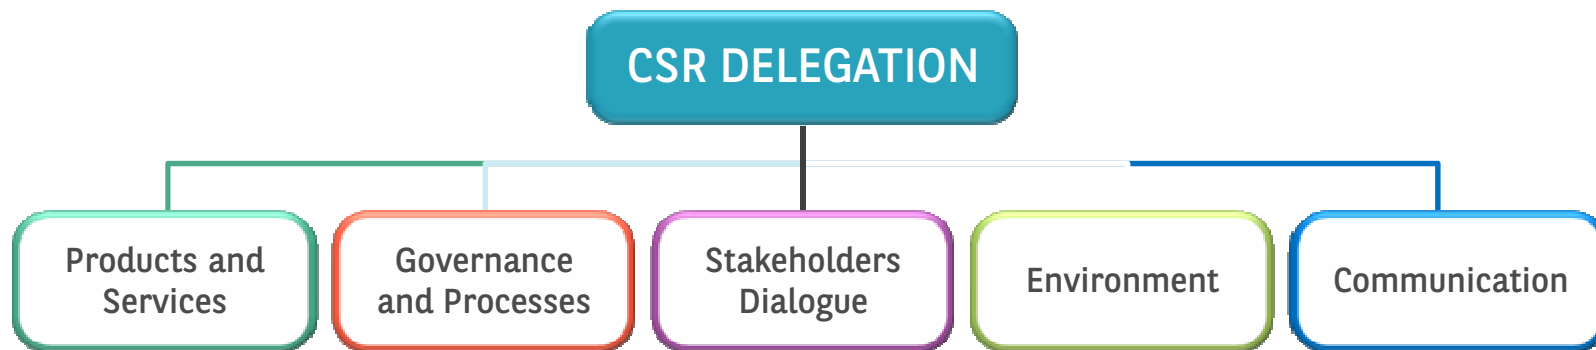 CSR DELEGATION
Products and
Services
Governance
and Processes
Stakeholders
Dialogue
Environment
Communication